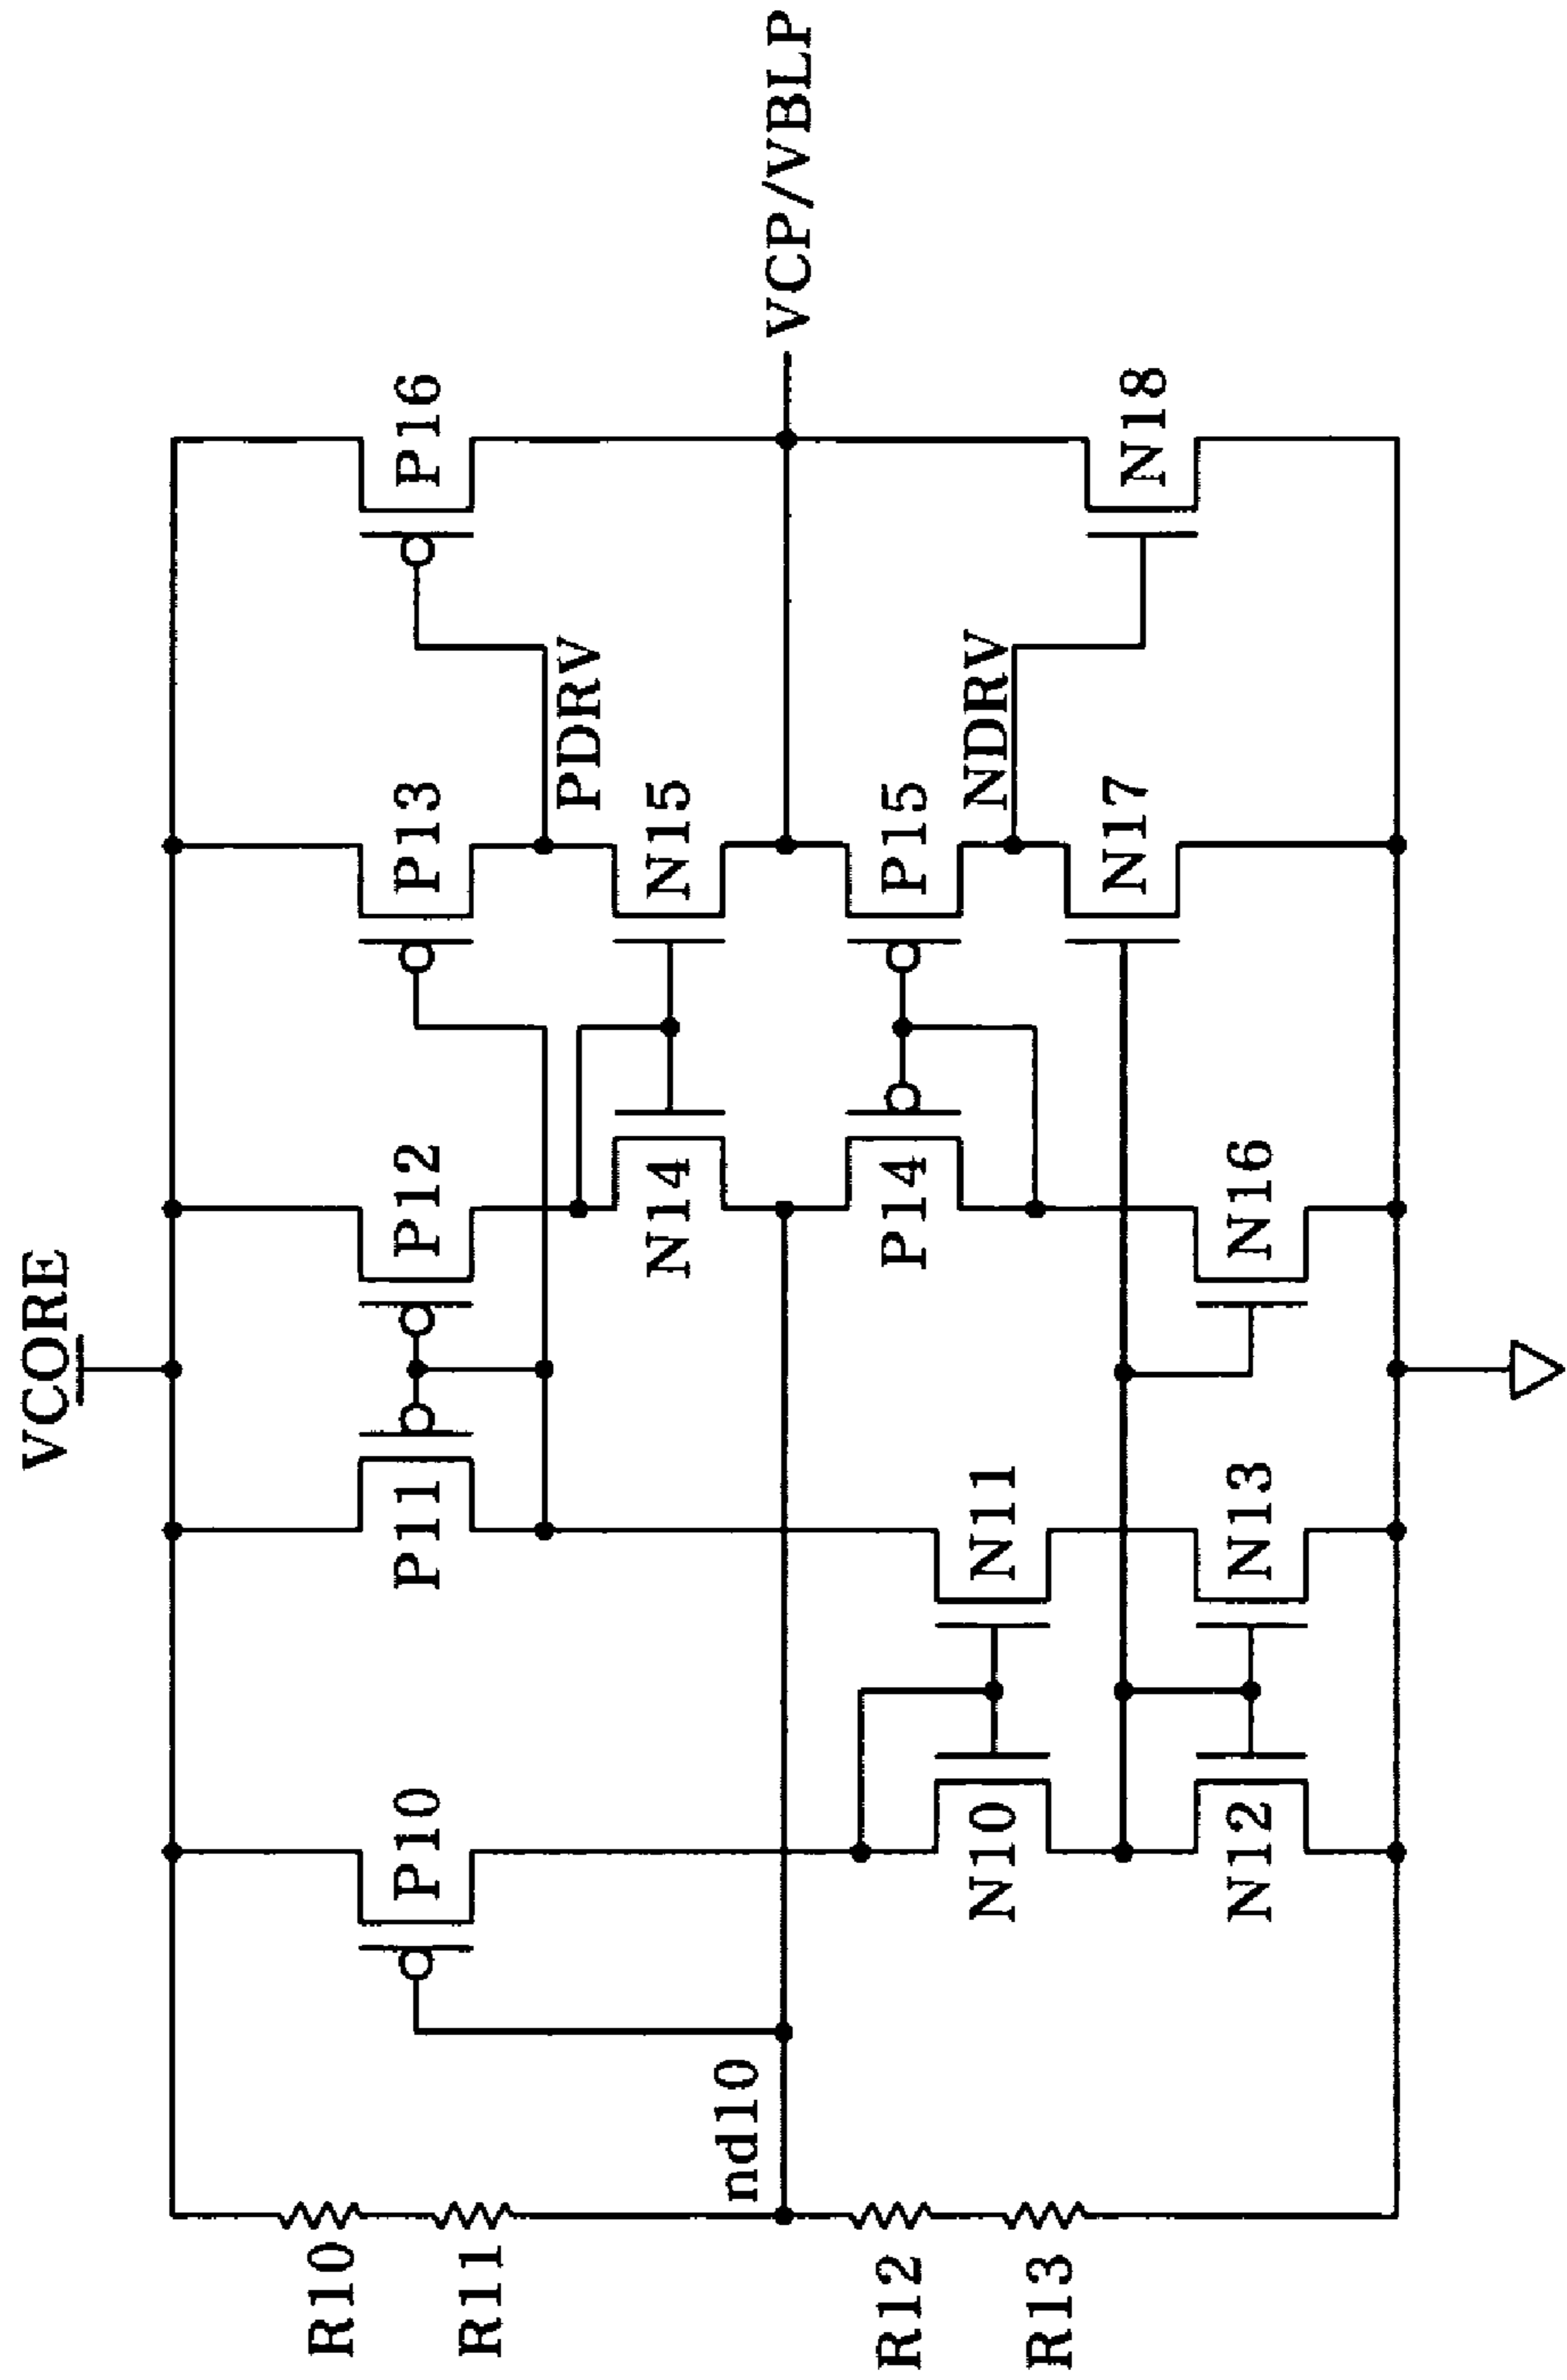 VCORE
R10
R11
R12
R13
nd10
P10
P11
P12
P13
P16
N10
N11
N12
N13
N14
N15
P14
P15
N16
N17
N18
PDRV
NDRV
VCP/VBLP